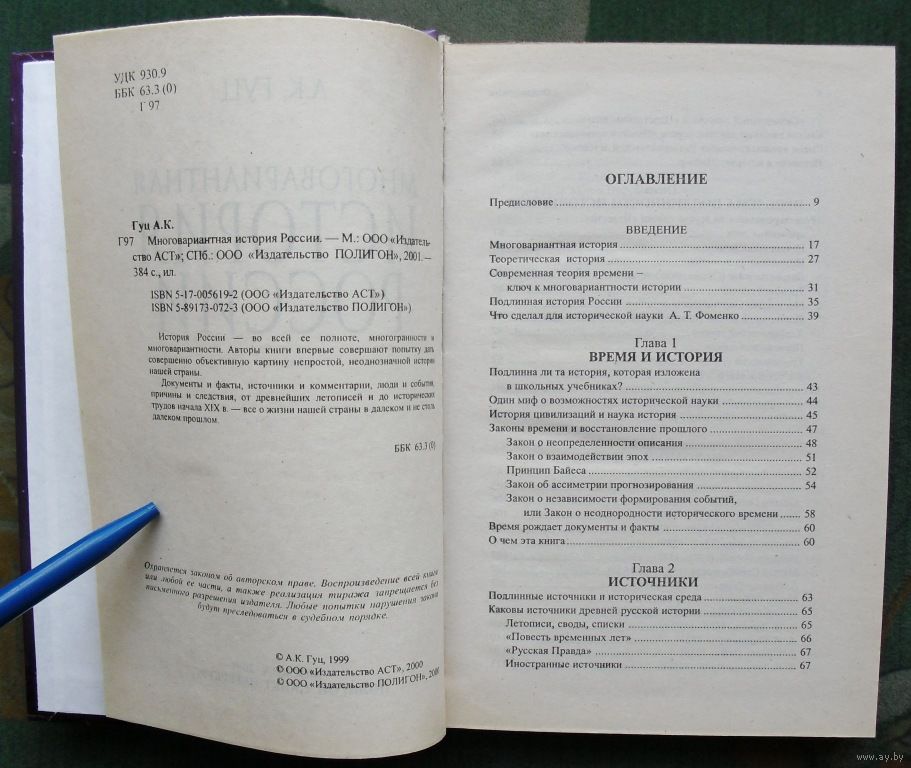 УДК 930.9
ББК 63.3 (0)
Г 97
Гуц А.К.
Г97 Многовариантная история России. — М.: ООО «Издатель-
ство АСТ»; СПб.: ООО «Издательство ПОЛИГОН», 2001.—
384 с., ил.
ISBN 5-17-005619-2 (ООО «Издательство АСТ»)
ISBN 5-89173-072-3 (ООО «Издательство ПОЛИГОН»)
История России — во всей ее полноте, многогранности и
многовариантности. Авторы книги впервые совершают попытку дать
совершенно объективную картину непростой, неоднозначной истории
нашей страны.
Документы и факты, источники и комментарии, люди и события,
причины и следствия, от древнейших летописей и до исторических
трудов начала XIX в. — все о жизни нашей страны в далеком и не столь
далеком прошлом.
ББК 63.3 (0)
Охраняется законом об авторском праве. Воспроизведение всей книги
или любой ее части, а также реализация тиража запрещается без
письменного разрешения издателя. Любые попытки нарушения закона
будут преследоваться в судебном порядке.
© А.К. Гуц, 1999
© ООО «Издательство АСТ», 2000
© ООО «Издательство ПОЛИГОН»,
ОГЛАВЛЕНИЕ
Предисловие 9
ВВЕДЕНИЕ
Многовариантная история 17
Теоретическая история 27
Современная теория времени –
ключ к многовариантности истории 31
Подлинная история России 35
Что сделал для исторической науки А. Т. Фоменко 39
Глава 1
ВРЕМЯ И ИСТОРИЯ
Подлинна ли та история, которая изложена
в школьных учебниках? 43
Один миф о возможностях исторической науки 44
История цивилизаций и наука история 45
Законы времени и восстановление прошлого 47
Закон о неопределенности описания 48
Закон о взаимодействии эпох 51
Принцип Байеса 52
Закон об ассиметрии прогнозирования 54
Закон о независимости формирования событий,
или Закон о неоднородности исторического времени 58
Время рождает документы и факты 60
О чем эта книга 60
Глава 2
ИСТОЧНИКИ
Подлинные источники и историческая среда 63
Каковы источники древней русской истории 65
Летописи, своды, списки 65
«Повесть временных лет» 66
«Русская Правда» 67
Иностранные источники 67
www.ay.by